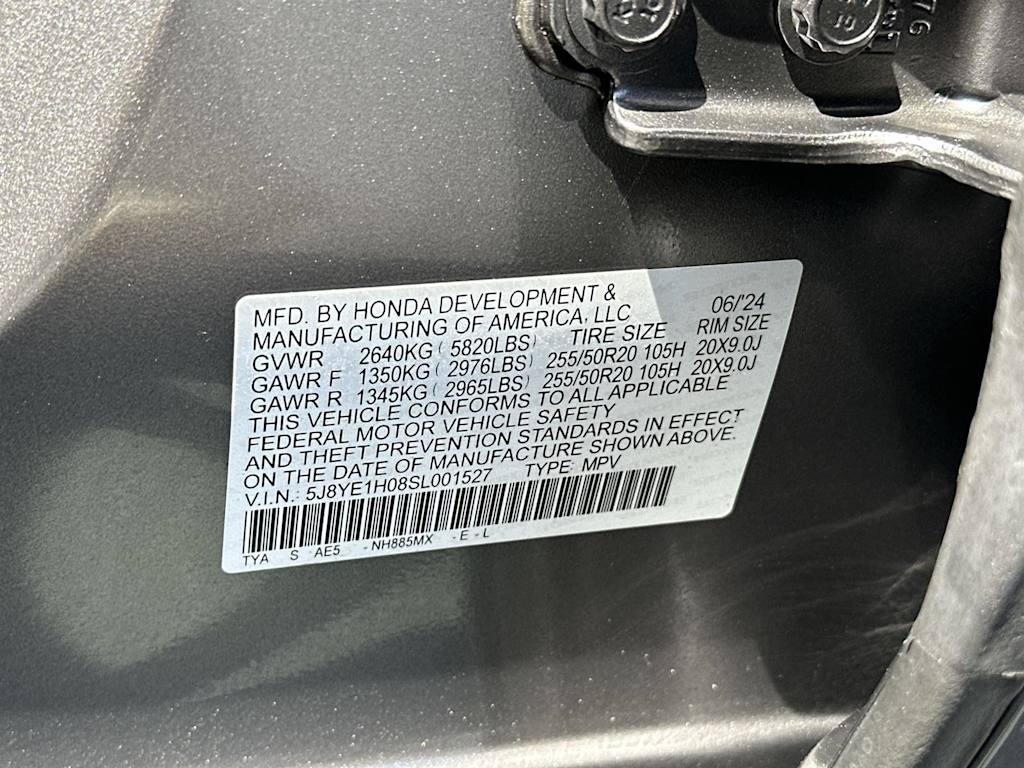 76
MFD. BY HONDA DEVELOPMENT & 06/'24
MANUFACTURING OF AMERICA, LLC
GVWR 2640KG ( 5820LBS) TIRE SIZE RIM SIZE
GAWR F 1350KG ( 2976LBS) 255/50R20 105H 20X9.0J
GAWR R 1345KG ( 2965LBS) 255/50R20 105H 20X9.0J
THIS VEHICLE CONFORMS TO ALL APPLICABLE
FEDERAL MOTOR VEHICLE SAFETY
AND THEFT PREVENTION STANDARDS IN EFFECT
ON THE DATE OF MANUFACTURE SHOWN ABOVE.
V.I.N.: 5J8YE1H08SL001527 TYPE: MPV
TYA S - AE5 - NH885MX - E - L